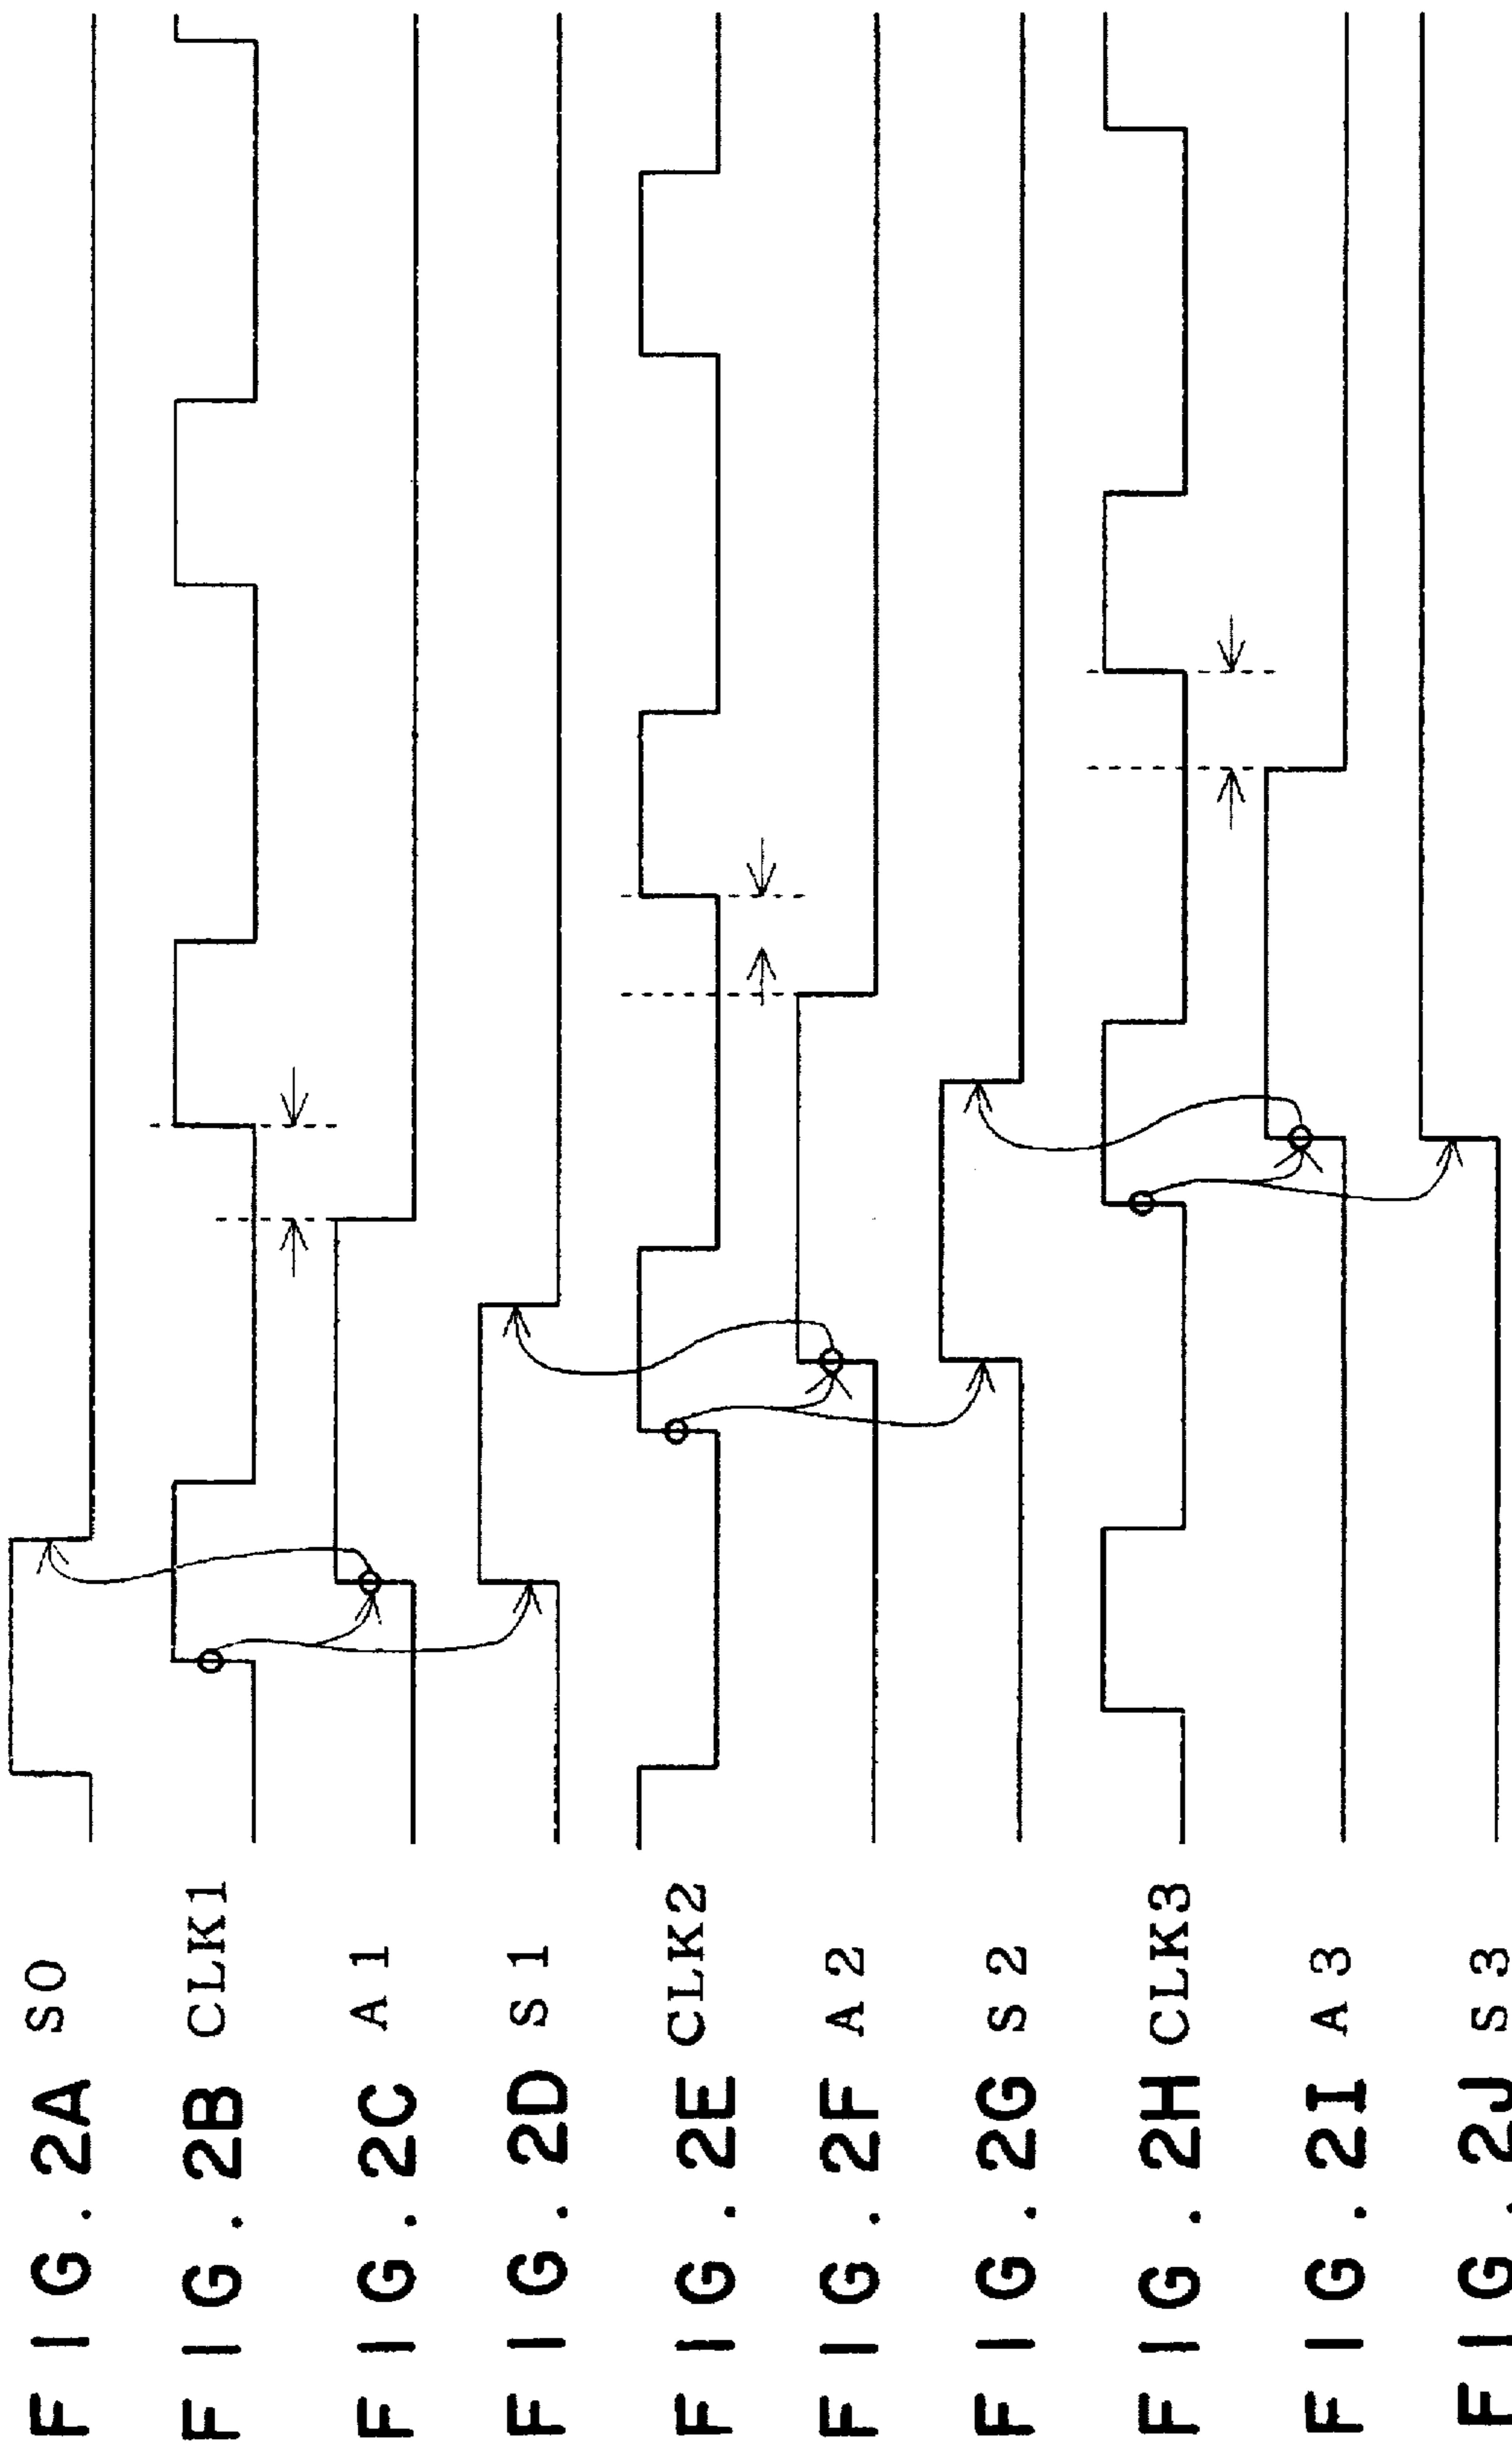 FIG.2A S0
FIG.2B CLK1
FIG.2C A1
FIG.2D S1
FIG.2E CLK2
FIG.2F A2
FIG.2G S2
FIG.2H CLK3
FIG.2I A3
FIG.2J S3